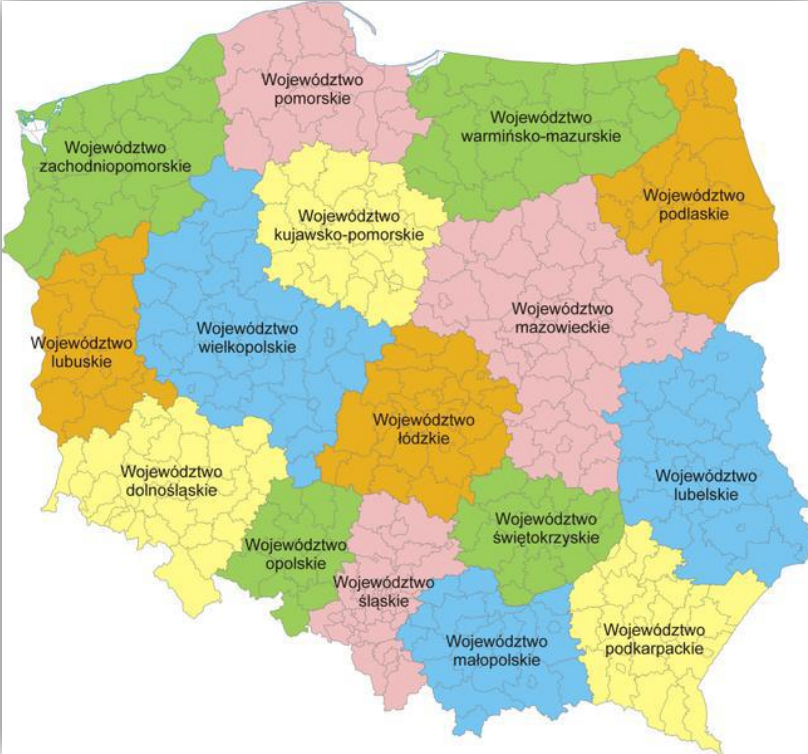 Województwo
pomorskie
Województwo
warmińsko-mazurskie
Województwo
zachodniopomorskie
Województwo
podlaskie
Województwo
kujawsko-pomorskie
Województwo
mazowieckie
Województwo
wielkopolskie
Województwo
lubuskie
Województwo
łódzkie
Województwo
dolnośląskie
Województwo
lubelskie
Województwo
świętokrzyskie
Województwo
opolskie
Województwo
śląskie
Województwo
podkarpackie
Województwo
małopolskie